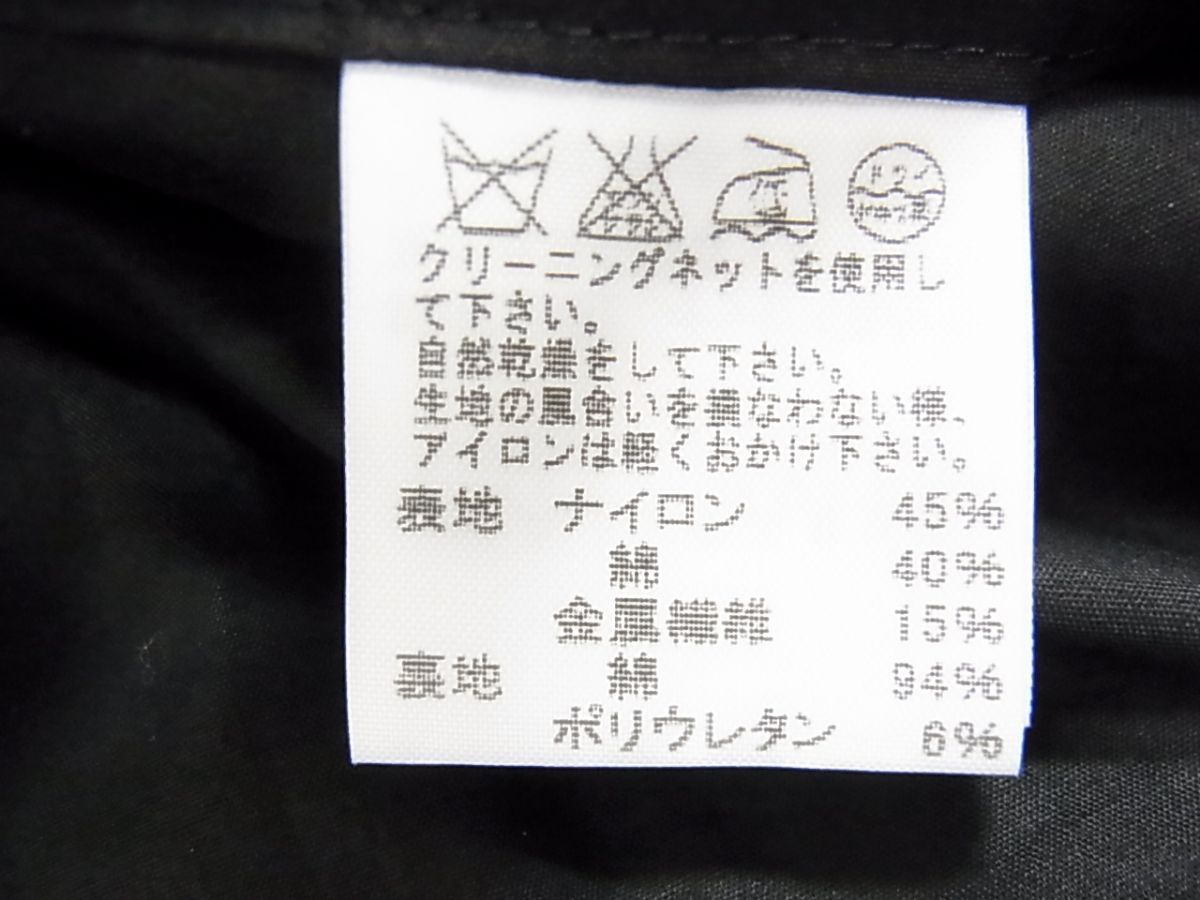 クリーニングネットを使用し
て下さい。
自然乾燥をして下さい。
生地の風合いを損なわない様、
アイロンは軽くおかけ下さい。
裏地 ナイロン 45%
綿 40%
金属繊維 15%
裏地 綿 94%
ポリウレタン 6%